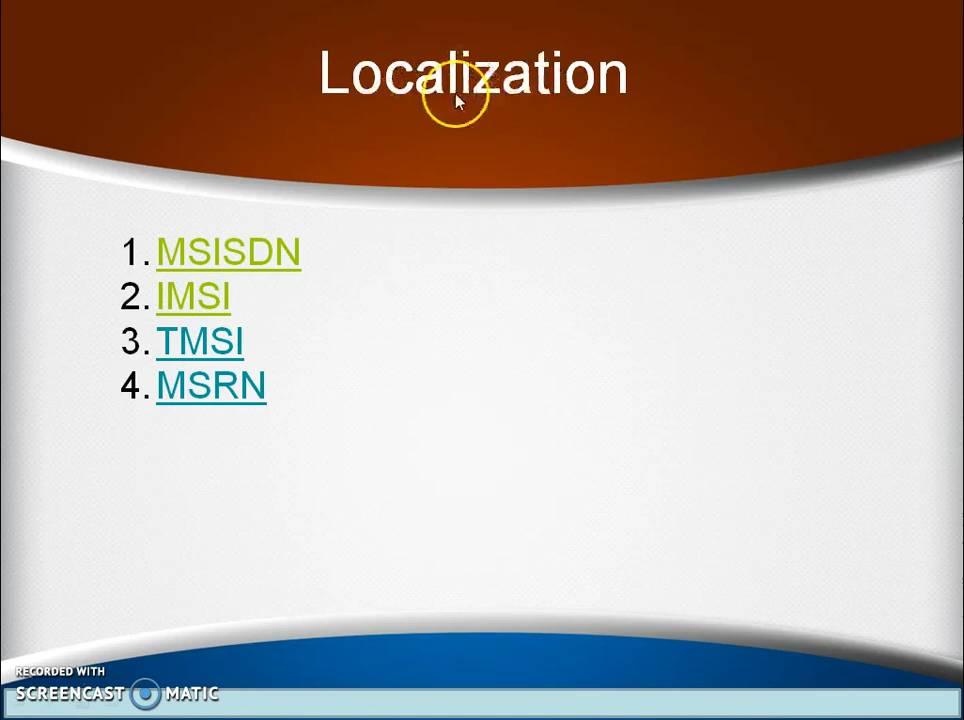 Localization
1. MSISDN
2. IMSI
3. TMSI
4. MSRN
RECORDED WITH
SCREENCAST MATIC